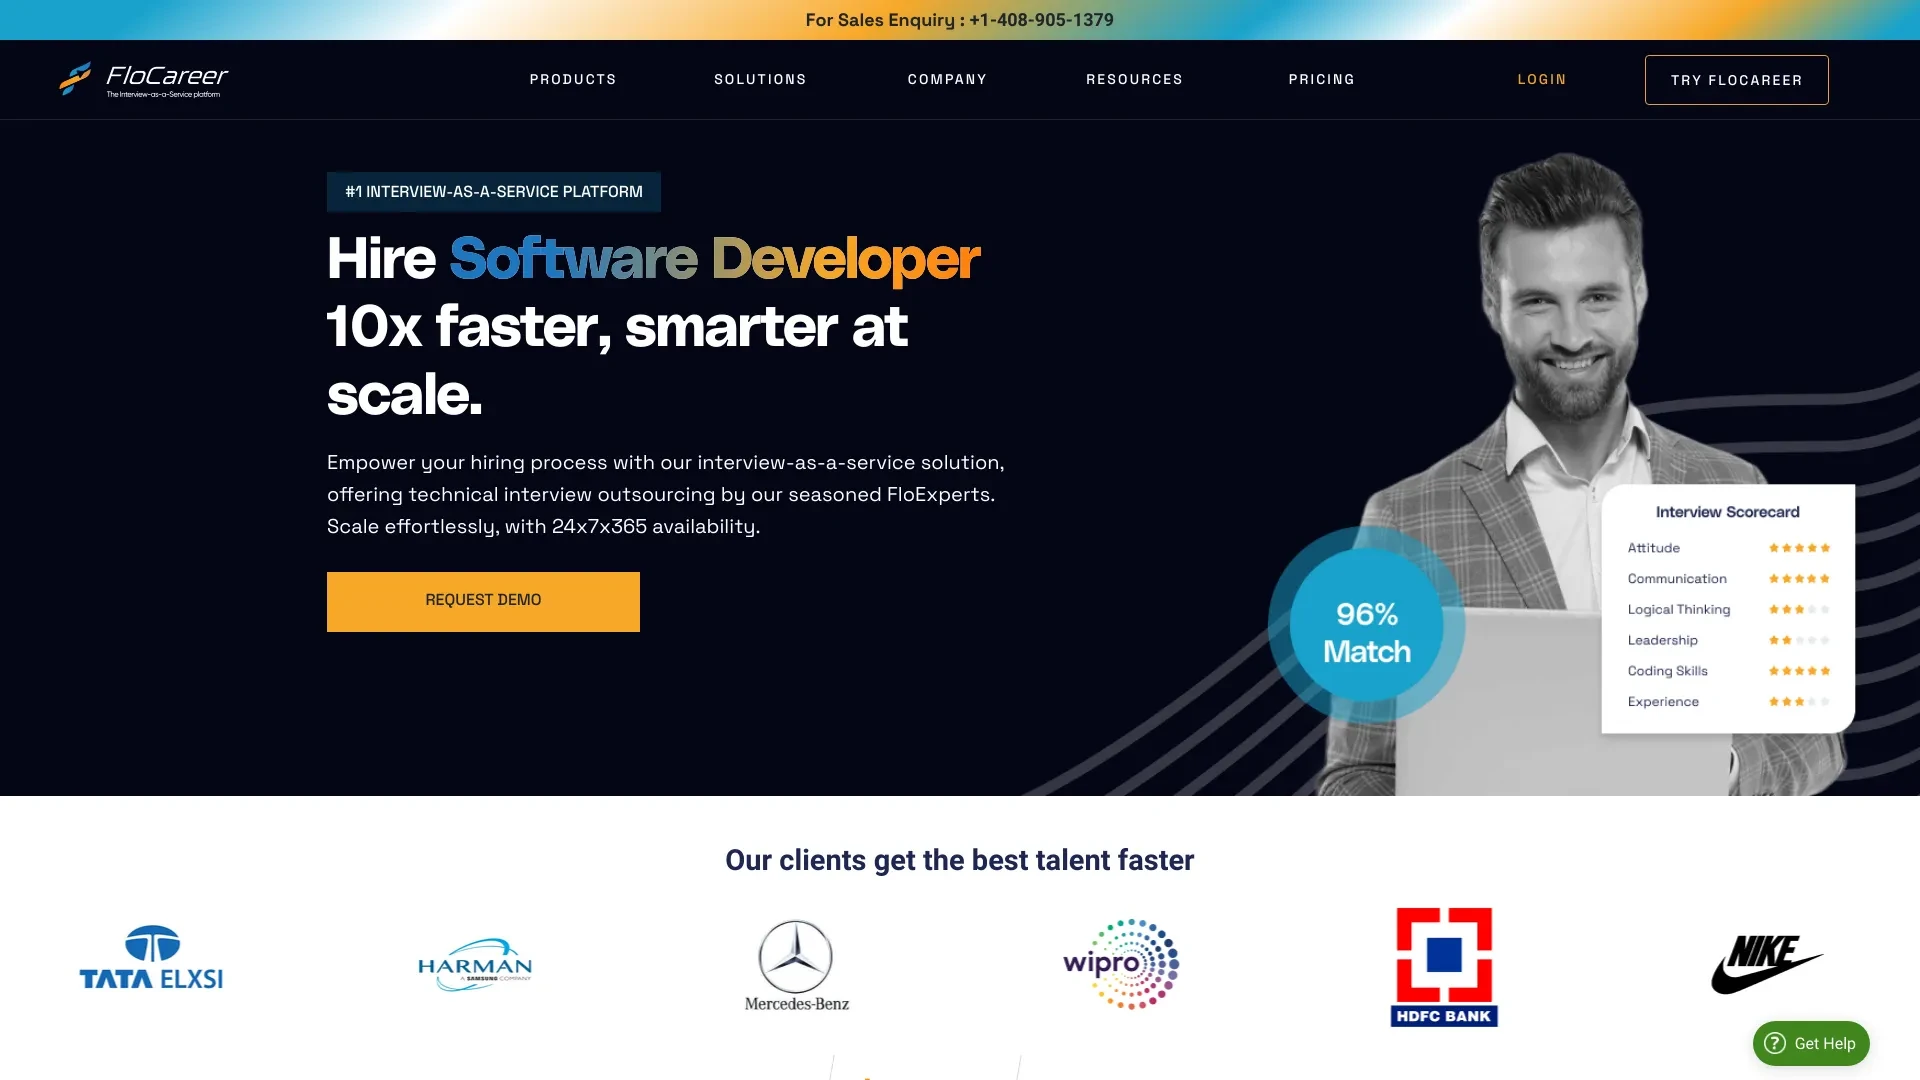 For Sales Enquiry : +1-408-905-1379
FloCareer
The Interview-as-a-Service platform
PRODUCTS
SOLUTIONS
COMPANY
RESOURCES
PRICING
LOGIN
TRY FLOCAREER
#1 INTERVIEW-AS-A-SERVICE PLATFORM
Hire Software Developer
10x faster, smarter at
scale.
Empower your hiring process with our interview-as-a-service solution,
offering technical interview outsourcing by our seasoned FloExperts.
Scale effortlessly, with 24x7x365 availability.
REQUEST DEMO
96%
Match
Interview Scorecard
Attitude
Communication
Logical Thinking
Leadership
Coding Skills
Experience
Our clients get the best talent faster
TATA ELXSI
HARMAN
A SAMSUNG COMPANY
Mercedes-Benz
wipro
HDFC BANK
NIKE
Get Help